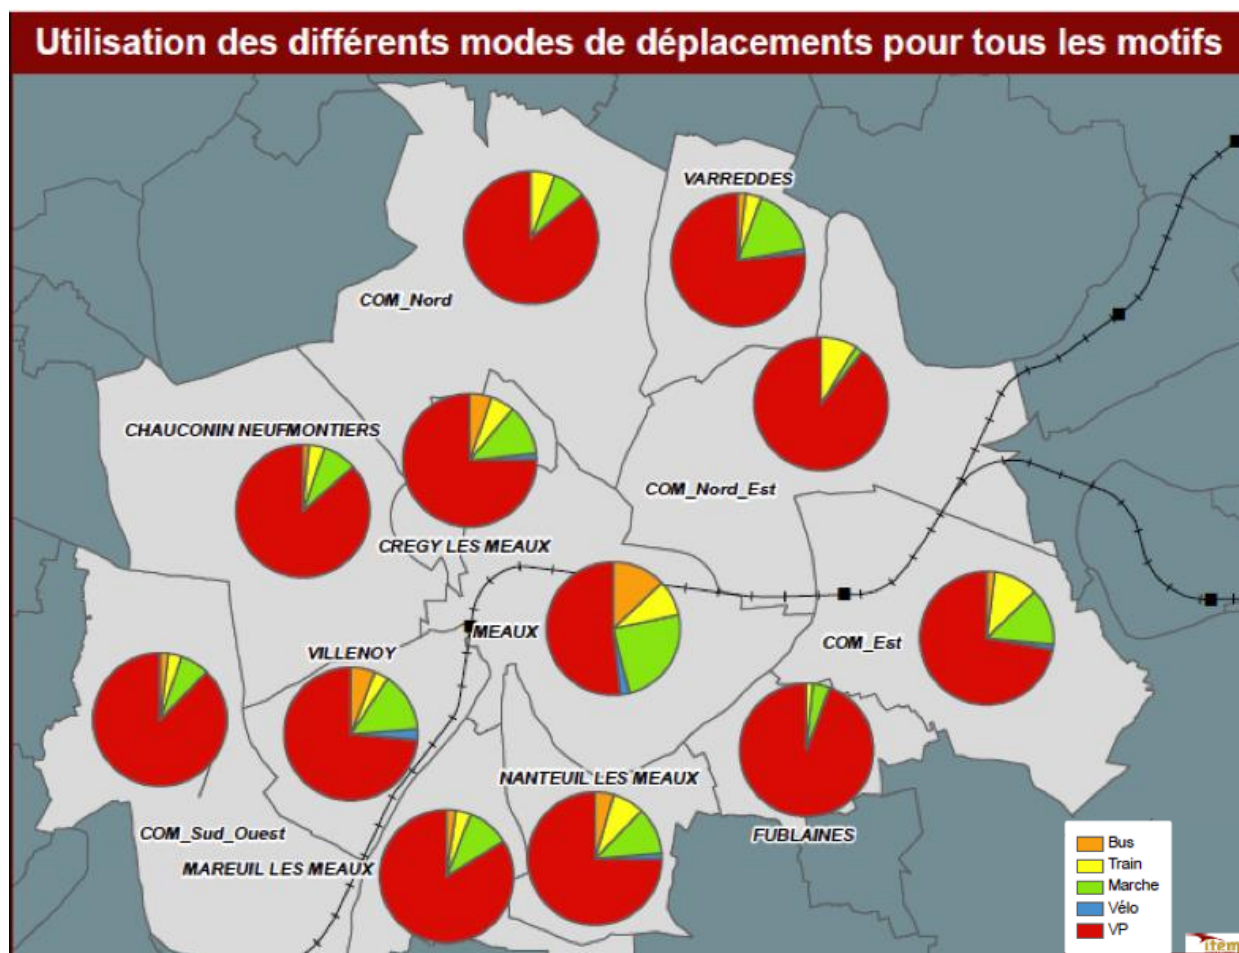 Utilisation des différents modes de déplacements pour tous les motifs
VARREDDES
COM_Nord
CHAUCONIN NEUFMONTIERS
COM_Nord_Est
CREGY LES MEAUX
MEAUX
COM_Est
VILLENOY
NANTEUIL LES MEAUX
COM_Sud_Ouest
FUBLAINES
MAREUIL LES MEAUX
Bus
Train
Marche
Vélo
VP
item